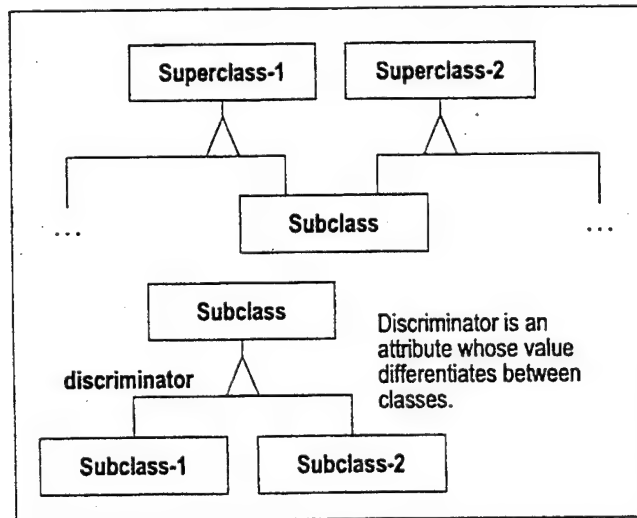 Superclass-1 Superclass-2
... Subclass ...
Subclass
Discriminator is an
attribute whose value
differentiates between
classes.
discriminator
Subclass-1 Subclass-2